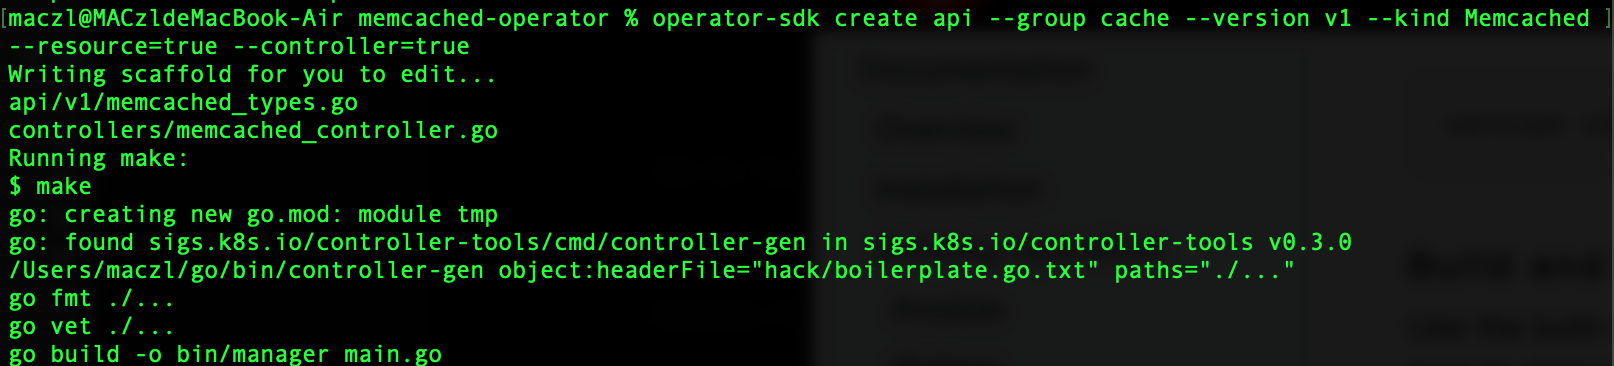 [maczl@MACzldeMacBook-Air memcached-operator % operator-sdk create api --group cache --version v1 --kind Memcached ]
--resource=true --controller=true
Writing scaffold for you to edit...
api/v1/memcached_types.go
controllers/memcached_controller.go
Running make:
$ make
go: creating new go.mod: module tmp
go: found sigs.k8s.io/controller-tools/cmd/controller-gen in sigs.k8s.io/controller-tools v0.3.0
/Users/maczl/go/bin/controller-gen object:headerFile="hack/boilerplate.go.txt" paths="./..."
go fmt ./...
go vet ./...
go build -o bin/manager main.go